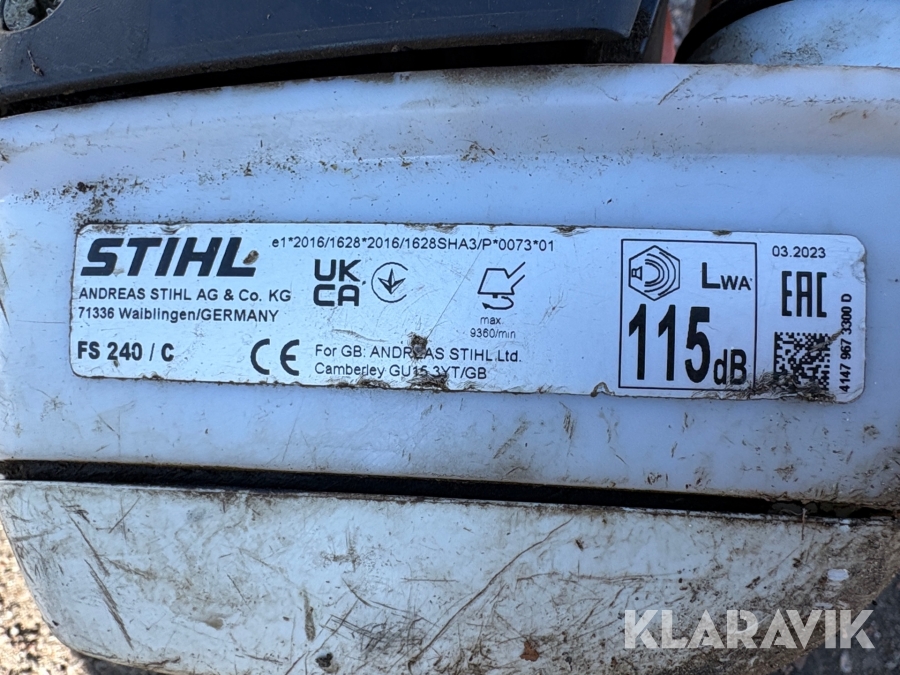 STIHL
ANDREAS STIHL AG & Co. KG
71336 Waiblingen/GERMANY
FS 240 / C
e1*2016/1628*2016/1628SHA3/P*0073*01
UK
CA
max.
9360/min
CE
For GB: ANDREAS STIHL Ltd.
Camberley GU15 3YT/GB
LWA
115dB
03.2023
EAC
4147 967 3300 D
KLARAVIK